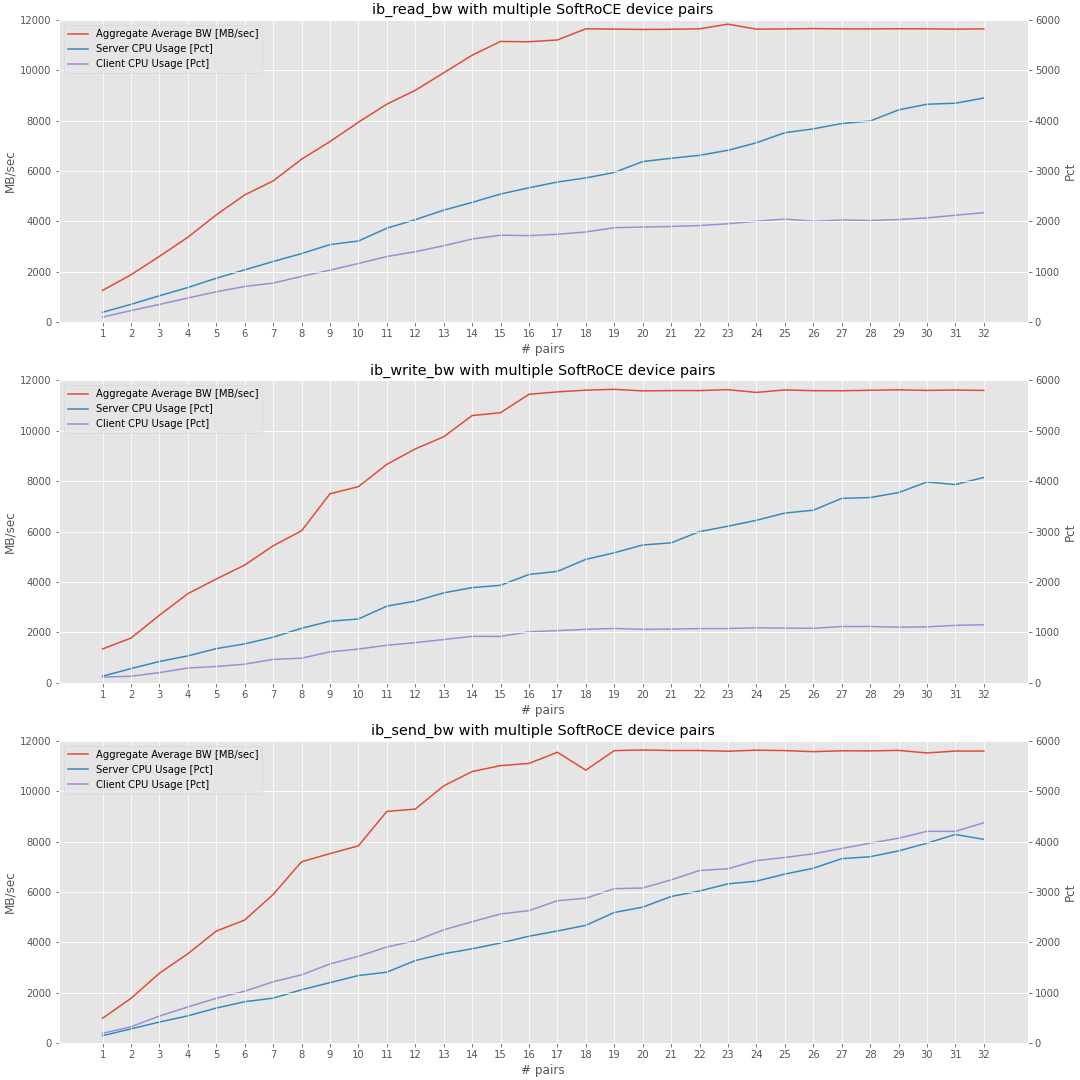 ib_read_bw with multiple SoftRoCE device pairs
12000
10000
8000
6000
4000
2000
0
MB/sec
Aggregate Average BW [MB/sec]
Server CPU Usage [Pct]
Client CPU Usage [Pct]
6000
5000
4000
3000
2000
1000
0
Pct
1 2 3 4 5 6 7 8 9 10 11 12 13 14 15 16 17 18 19 20 21 22 23 24 25 26 27 28 29 30 31 32
# pairs
ib_write_bw with multiple SoftRoCE device pairs
12000
10000
8000
6000
4000
2000
0
MB/sec
Aggregate Average BW [MB/sec]
Server CPU Usage [Pct]
Client CPU Usage [Pct]
6000
5000
4000
3000
2000
1000
0
Pct
1 2 3 4 5 6 7 8 9 10 11 12 13 14 15 16 17 18 19 20 21 22 23 24 25 26 27 28 29 30 31 32
# pairs
ib_send_bw with multiple SoftRoCE device pairs
12000
10000
8000
6000
4000
2000
0
MB/sec
Aggregate Average BW [MB/sec]
Server CPU Usage [Pct]
Client CPU Usage [Pct]
6000
5000
4000
3000
2000
1000
0
Pct
1 2 3 4 5 6 7 8 9 10 11 12 13 14 15 16 17 18 19 20 21 22 23 24 25 26 27 28 29 30 31 32
# pairs